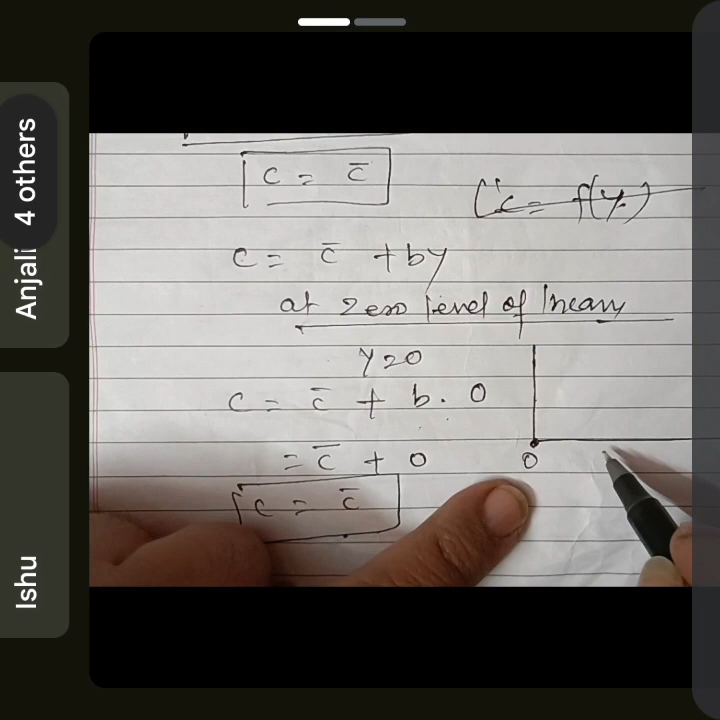 C = c̄
C = f(y)
C = c̄ + by
at zero level of Income
y = 0
C = c̄ + b. 0
= c̄ + 0
0
C = c̄
Anjali 4 others
Ishu